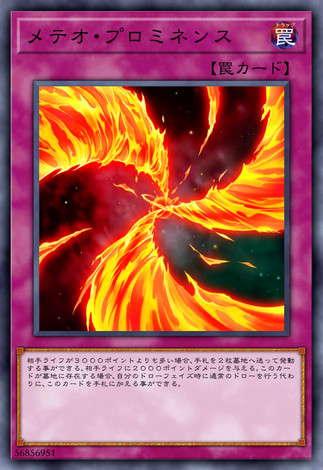 メテオ・プロミネンス
トラップ
罠
【罠カード】
相手ライフが３０００ポイントよりも多い場合、手札を２枚墓地へ送って発動
する事ができる。相手ライフに２０００ポイントダメージを与える。このカー
ドが墓地に存在する場合、自分のドローフェイズ時に通常のドローを行う代わ
りに、このカードを手札に加える事ができる。
56856951